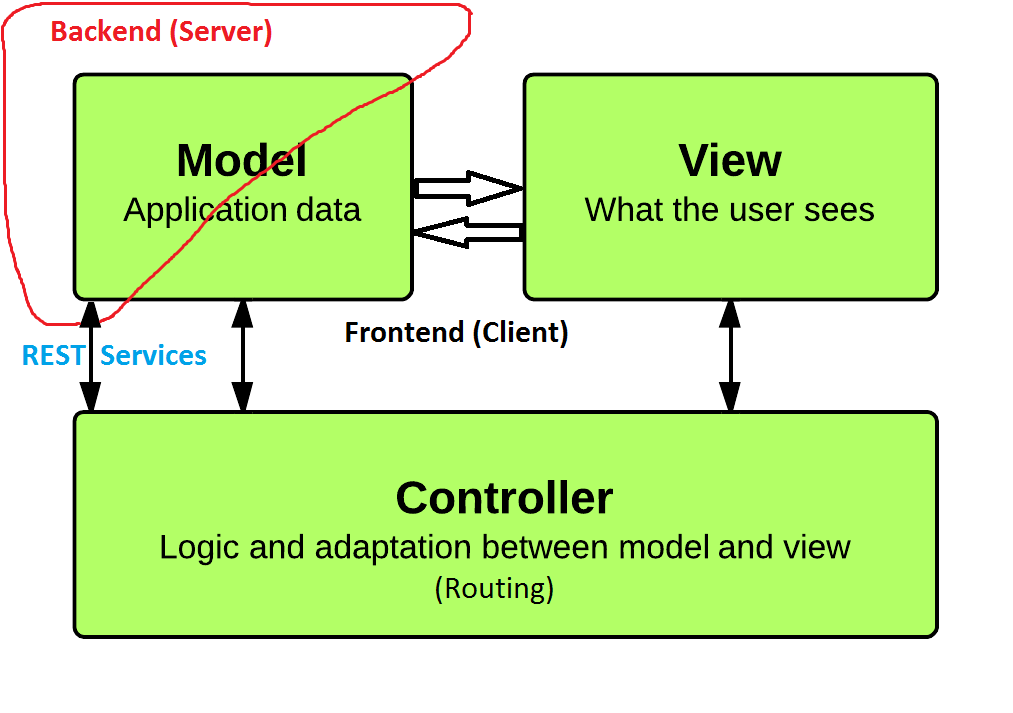 Backend (Server)
Model
Application data
View
What the user sees
Frontend (Client)
REST Services
Controller
Logic and adaptation between model and view
(Routing)